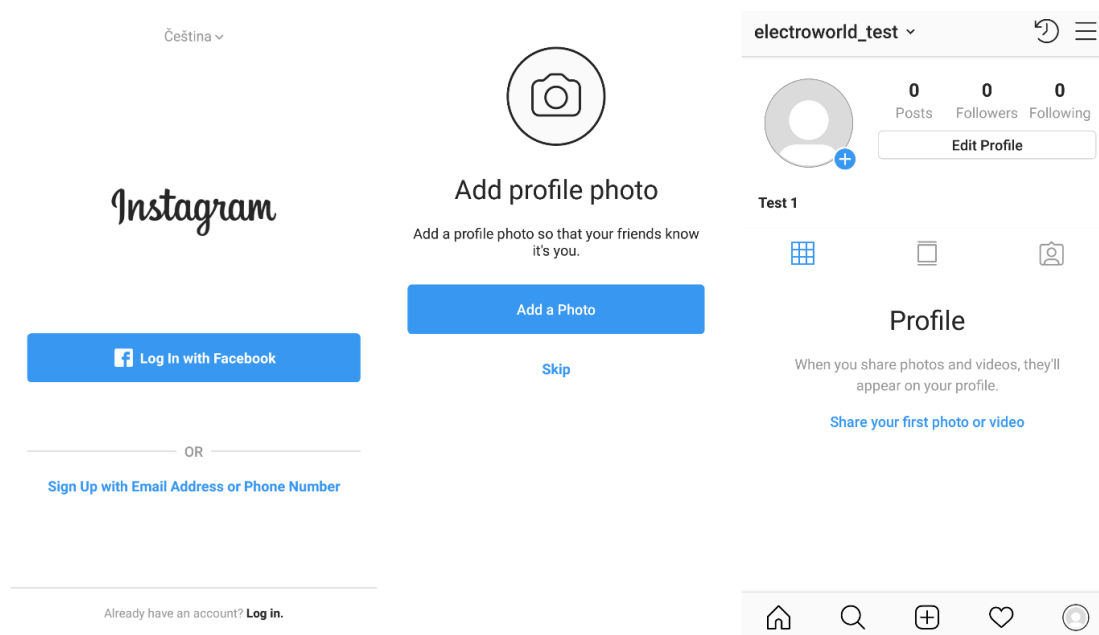 Čeština
Instagram
Log In with Facebook
OR
Sign Up with Email Address or Phone Number
Already have an account? Log in.
Add profile photo
Add a profile photo so that your friends know
it's you.
Add a Photo
Skip
electroworld_test
0 0 0
Posts Followers Following
Edit Profile
Test 1
Profile
When you share photos and videos, they'll
appear on your profile.
Share your first photo or video